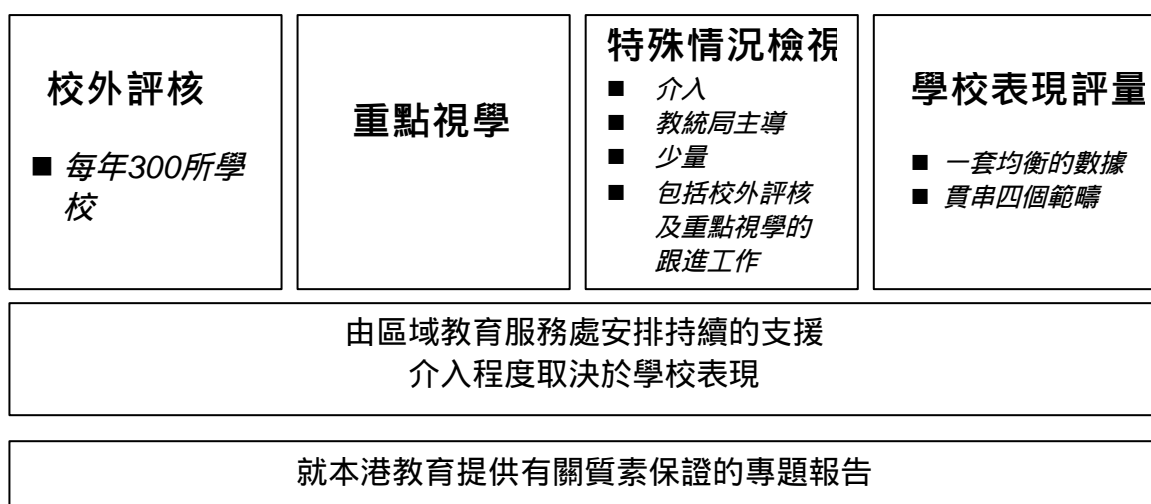 校外評核
■ 每年300所學
校
重點視學
特殊情況檢視
■ 介入
■ 教統局主導
■ 少量
■ 包括校外評核
及重點視學的
跟進工作
學校表現評量
■ 一套均衡的數據
■ 貫串四個範疇
由區域教育服務處安排持續的支援
介入程度取決於學校表現
就本港教育提供有關質素保證的專題報告